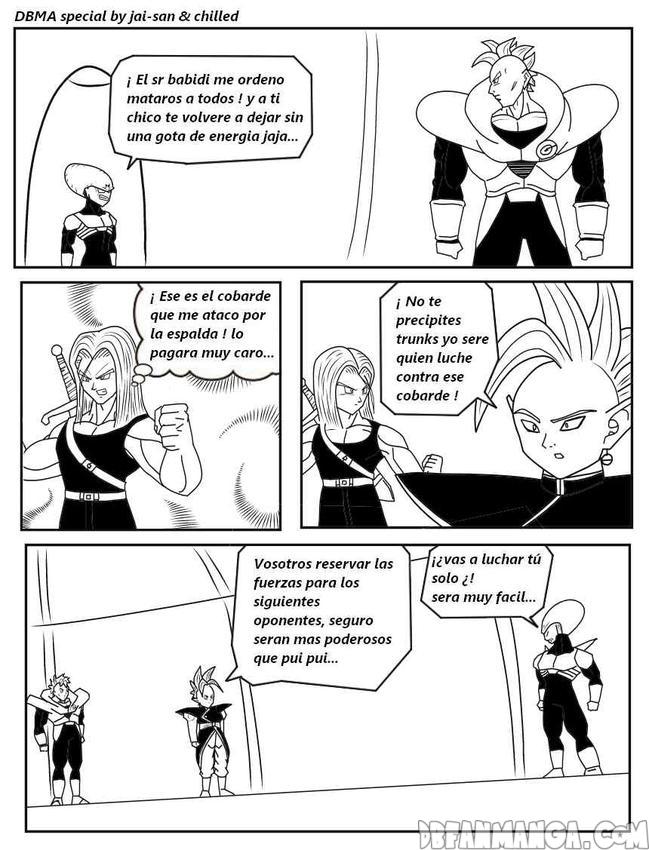 DBMA special by jai-san & chilled
¡ El sr babidi me ordeno
mataros a todos ! y a ti
chico te volvere a dejar sin
una gota de energia jaja...
¡ Ese es el cobarde
que me ataco por
la espalda ! lo
pagara muy caro...
¡ No te
precipites
trunks yo sere
quien luche
contra ese
cobarde !
Vosotros reservar las
fuerzas para los
siguientes
oponentes, seguro
seran mas poderosos
que pui pui...
¡¿vas a luchar tú
solo ¿!
sera muy facil...
DBFANMANGA.COM